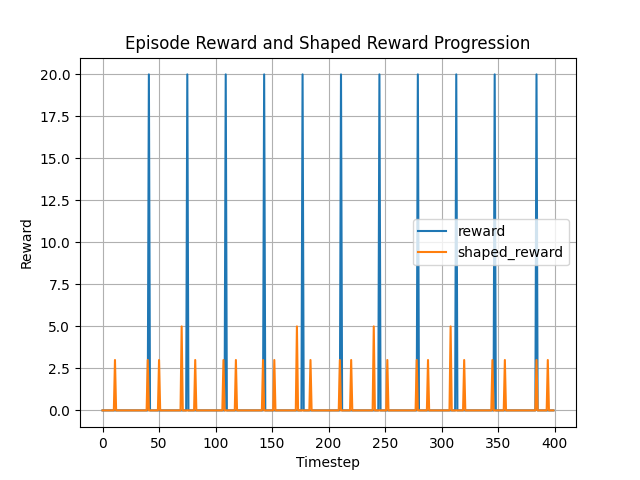 Episode Reward and Shaped Reward Progression
20.0
17.5
15.0
12.5
10.0
7.5
5.0
2.5
0.0
Reward
reward
shaped_reward
0 50 100 150 200 250 300 350 400
Timestep